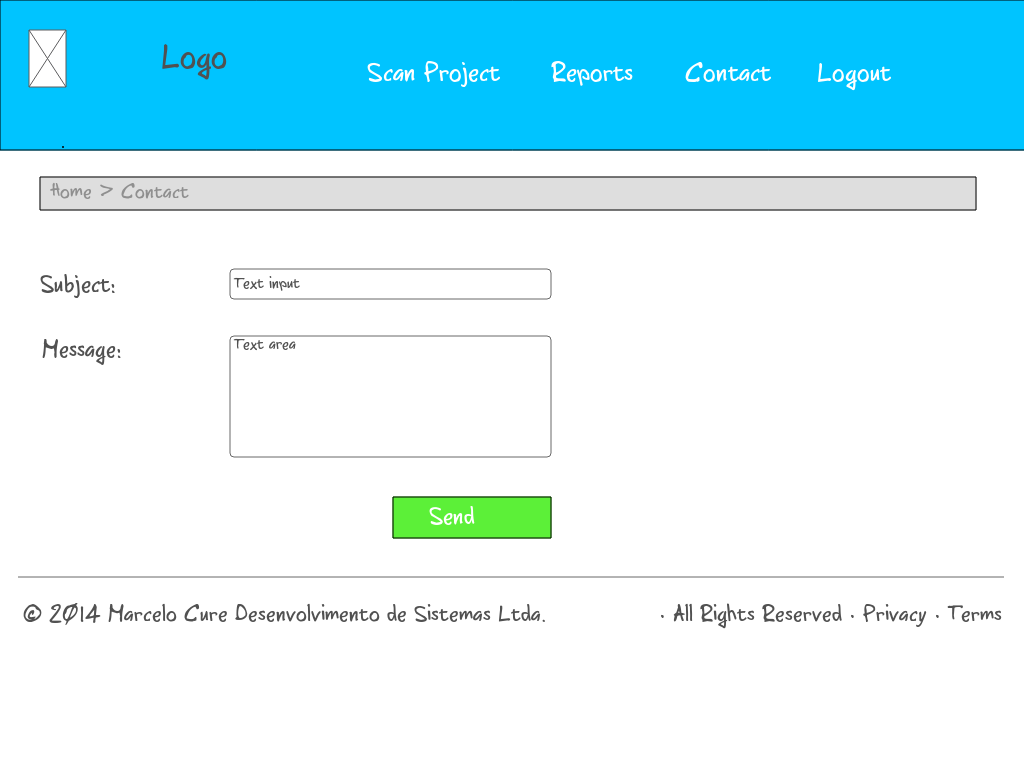 Logo
Scan Project Reports Contact Logout
Home > Contact
Subject: Text input
Message: Text area
Send
© 2014 Marcelo Cure Desenvolvimento de Sistemas Ltda. · All Rights Reserved · Privacy · Terms